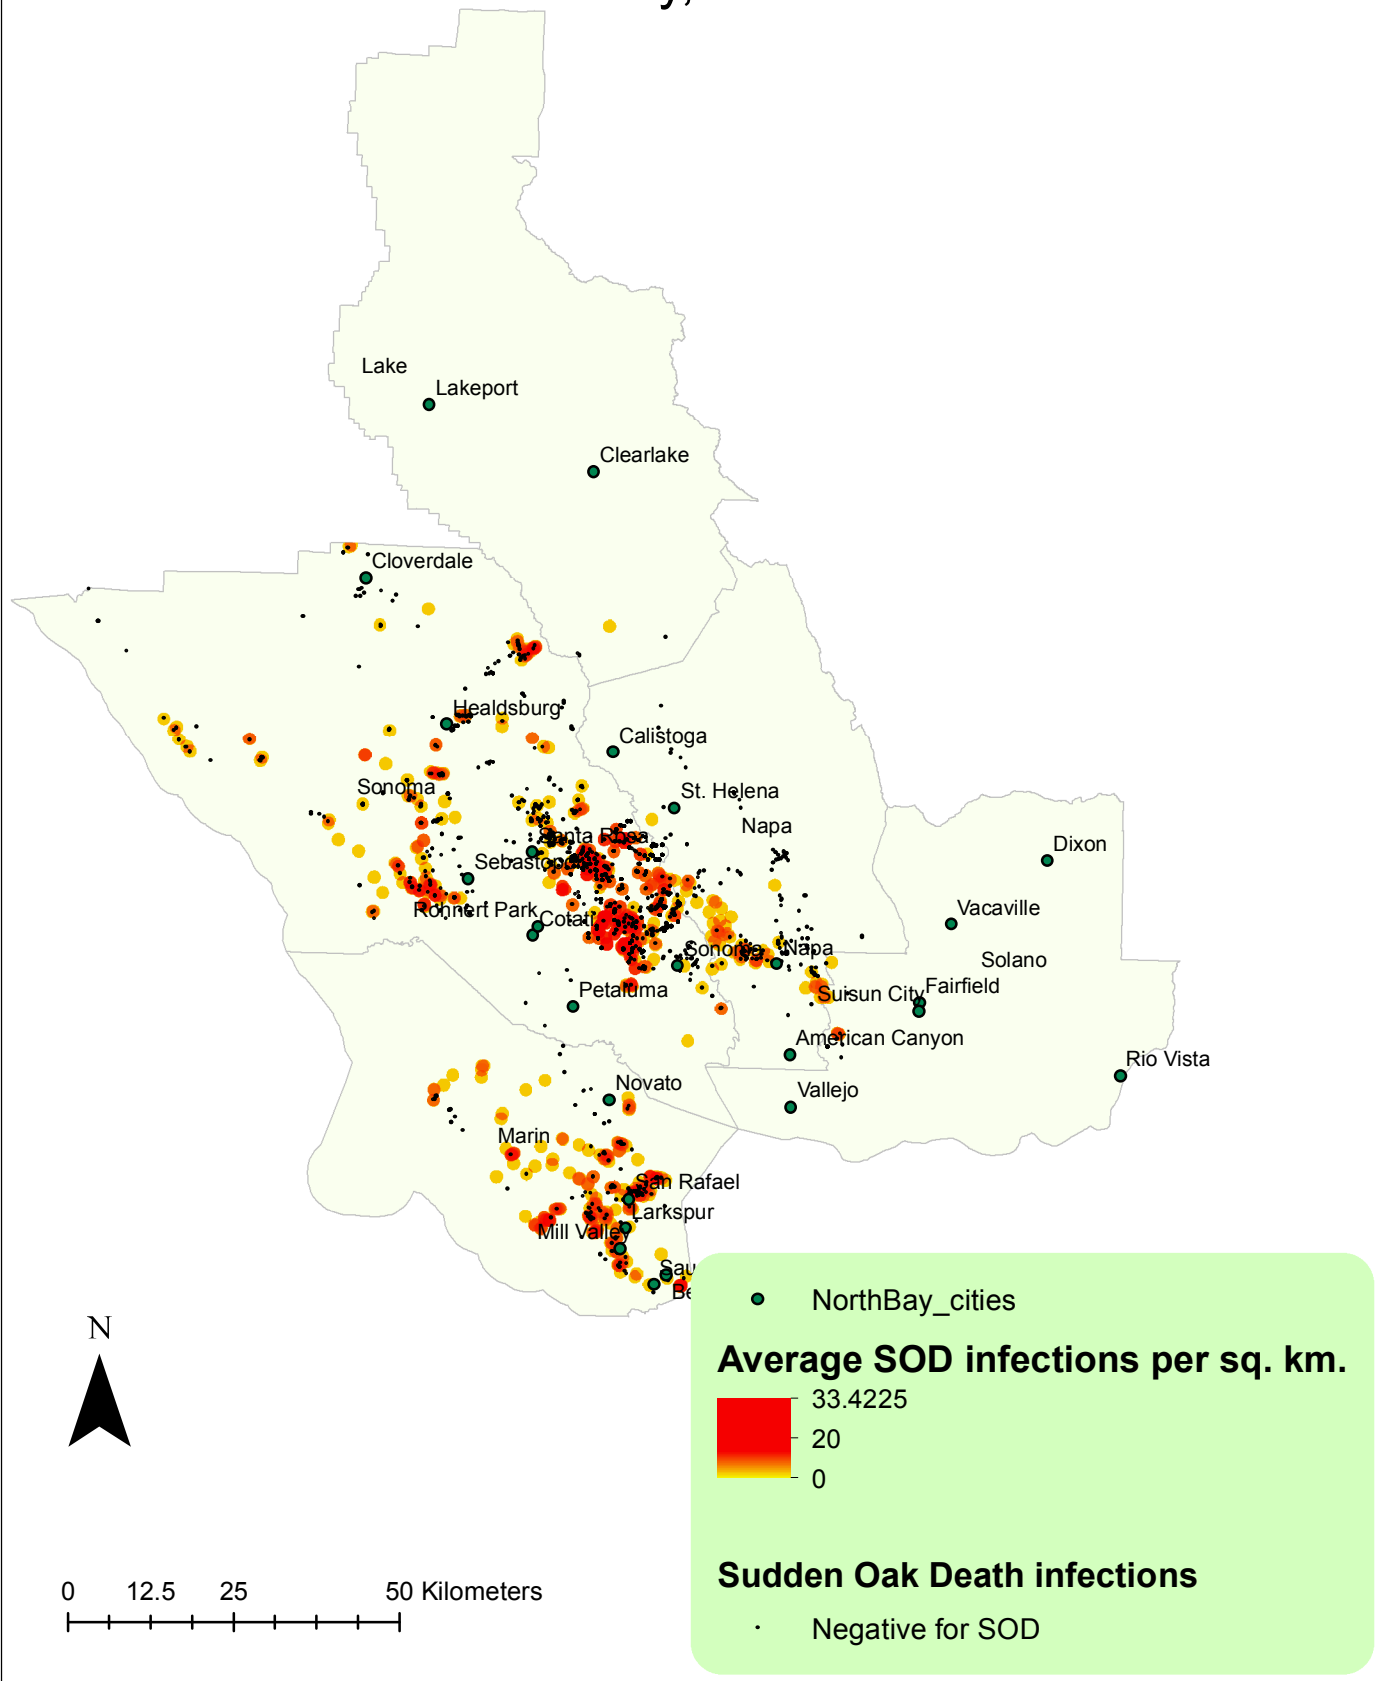 Lake
Lakeport
Clearlake
Cloverdale
Healdsburg
Calistoga
Sonoma
St. Helena
Napa
Santa Rosa
Dixon
Sebastopol
Rohnert Park
Cotati
Vacaville
Sonoma
Napa
Solano
Petaluma
Suisun City
Fairfield
American Canyon
Rio Vista
Novato
Vallejo
Marin
San Rafael
Larkspur
Mill Valley
Sau
Be
N
NorthBay_cities
Average SOD infections per sq. km.
33.4225
20
0
Sudden Oak Death infections
Negative for SOD
0 12.5 25 50 Kilometers